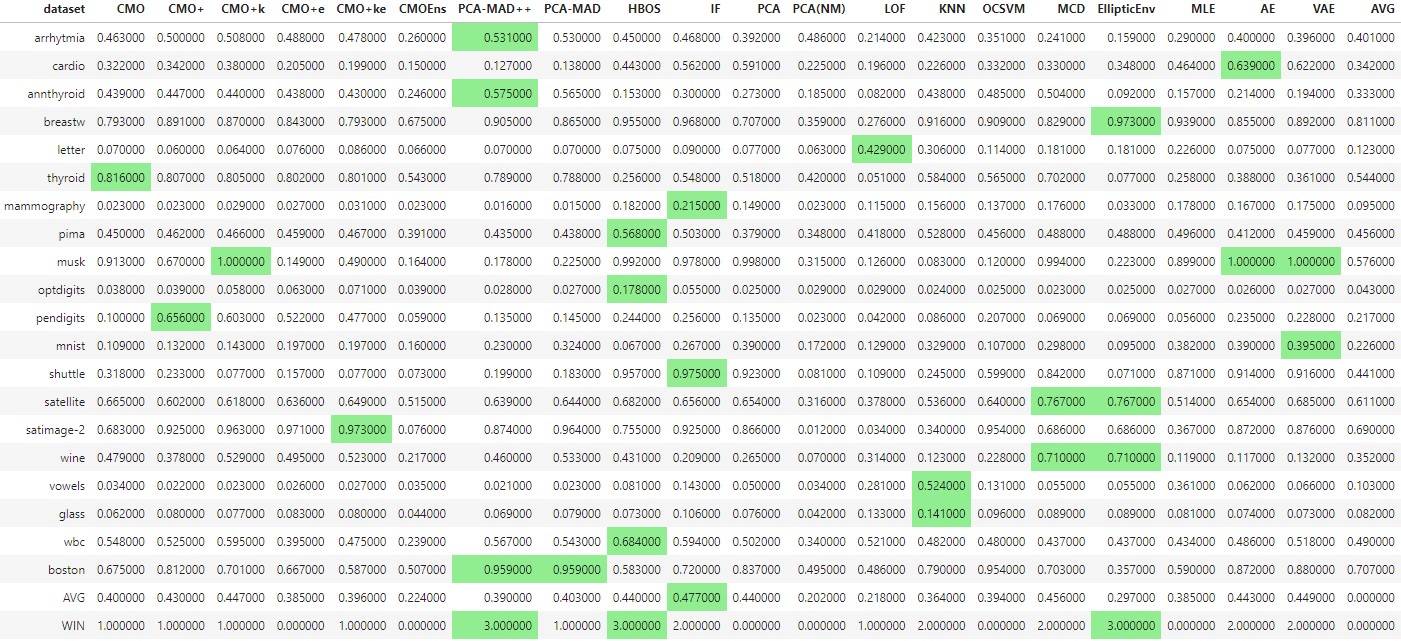 dataset CMO CMO+ CMO+k CMO+e CMO+ke CMOEns PCA-MAD++ PCA-MAD HBOS IF PCA PCA(NM) LOF KNN OCSVM MCD EllipticEnv MLE AE VAE AVG
arrhytmia 0.463000 0.500000 0.508000 0.488000 0.478000 0.260000 0.531000 0.530000 0.450000 0.468000 0.392000 0.486000 0.214000 0.423000 0.351000 0.241000 0.159000 0.290000 0.400000 0.396000 0.401000
cardio 0.322000 0.342000 0.380000 0.205000 0.199000 0.150000 0.127000 0.130000 0.443000 0.562000 0.591000 0.225000 0.196000 0.226000 0.332000 0.330000 0.348000 0.464000 0.639000 0.622000 0.342000
annthyroid 0.439000 0.447000 0.440000 0.438000 0.430000 0.246000 0.575000 0.565000 0.153000 0.300000 0.273000 0.185000 0.082000 0.438000 0.485000 0.504000 0.092000 0.157000 0.214000 0.194000 0.333000
breastw 0.793000 0.891000 0.870000 0.843000 0.793000 0.675000 0.905000 0.865000 0.955000 0.968000 0.707000 0.359000 0.276000 0.916000 0.909000 0.829000 0.973000 0.939000 0.855000 0.892000 0.811000
letter 0.070000 0.060000 0.064000 0.076000 0.086000 0.066000 0.070000 0.070000 0.075000 0.090000 0.077000 0.063000 0.429000 0.306000 0.114000 0.181000 0.181000 0.226000 0.075000 0.077000 0.123000
thyroid 0.816000 0.807000 0.805000 0.802000 0.801000 0.543000 0.789000 0.788000 0.256000 0.548000 0.518000 0.420000 0.051000 0.584000 0.565000 0.702000 0.077000 0.258000 0.388000 0.361000 0.544000
mammography 0.023000 0.023000 0.029000 0.027000 0.031000 0.023000 0.016000 0.015000 0.182000 0.215000 0.149000 0.023000 0.115000 0.156000 0.137000 0.176000 0.033000 0.178000 0.167000 0.175000 0.095000
pima 0.450000 0.462000 0.466000 0.459000 0.467000 0.391000 0.435000 0.438000 0.568000 0.503000 0.379000 0.348000 0.418000 0.528000 0.456000 0.488000 0.488000 0.496000 0.412000 0.459000 0.456000
musk 0.913000 0.670000 1.000000 0.149000 0.490000 0.164000 0.178000 0.225000 0.992000 0.978000 0.998000 0.315000 0.126000 0.083000 0.120000 0.994000 0.223000 0.899000 1.000000 1.000000 0.576000
optdigits 0.038000 0.039000 0.058000 0.063000 0.071000 0.039000 0.028000 0.027000 0.178000 0.055000 0.025000 0.029000 0.029000 0.024000 0.025000 0.023000 0.025000 0.027000 0.026000 0.027000 0.043000
pendigits 0.100000 0.656000 0.603000 0.522000 0.477000 0.059000 0.135000 0.145000 0.244000 0.256000 0.135000 0.023000 0.042000 0.086000 0.207000 0.069000 0.069000 0.056000 0.235000 0.228000 0.217000
mnist 0.109000 0.132000 0.143000 0.197000 0.197000 0.160000 0.230000 0.324000 0.067000 0.267000 0.390000 0.172000 0.129000 0.329000 0.107000 0.298000 0.095000 0.382000 0.390000 0.395000 0.226000
shuttle 0.318000 0.233000 0.077000 0.157000 0.077000 0.073000 0.199000 0.183000 0.957000 0.975000 0.923000 0.081000 0.109000 0.245000 0.599000 0.842000 0.071000 0.871000 0.914000 0.916000 0.441000
satellite 0.665000 0.602000 0.618000 0.636000 0.649000 0.515000 0.639000 0.644000 0.682000 0.656000 0.654000 0.316000 0.378000 0.536000 0.640000 0.767000 0.767000 0.514000 0.654000 0.685000 0.611000
satimage-2 0.683000 0.925000 0.963000 0.971000 0.973000 0.076000 0.874000 0.964000 0.755000 0.925000 0.866000 0.012000 0.034000 0.340000 0.954000 0.686000 0.686000 0.367000 0.872000 0.876000 0.690000
wine 0.479000 0.378000 0.529000 0.495000 0.523000 0.217000 0.460000 0.533000 0.431000 0.209000 0.265000 0.070000 0.314000 0.123000 0.228000 0.710000 0.710000 0.119000 0.117000 0.132000 0.352000
vowels 0.034000 0.022000 0.023000 0.026000 0.027000 0.035000 0.021000 0.023000 0.081000 0.143000 0.050000 0.034000 0.281000 0.524000 0.131000 0.055000 0.055000 0.361000 0.062000 0.066000 0.103000
glass 0.062000 0.080000 0.077000 0.083000 0.080000 0.044000 0.069000 0.079000 0.073000 0.106000 0.076000 0.042000 0.133000 0.141000 0.096000 0.089000 0.089000 0.081000 0.074000 0.073000 0.082000
wbc 0.548000 0.525000 0.595000 0.395000 0.475000 0.239000 0.567000 0.543000 0.684000 0.594000 0.502000 0.340000 0.521000 0.482000 0.480000 0.437000 0.437000 0.434000 0.486000 0.518000 0.490000
boston 0.675000 0.812000 0.701000 0.667000 0.587000 0.507000 0.959000 0.959000 0.583000 0.720000 0.837000 0.495000 0.486000 0.790000 0.954000 0.703000 0.357000 0.590000 0.872000 0.880000 0.707000
AVG 0.400000 0.430000 0.447000 0.385000 0.396000 0.224000 0.390000 0.403000 0.440000 0.477000 0.440000 0.202000 0.218000 0.364000 0.394000 0.456000 0.297000 0.385000 0.443000 0.449000 0.000000
WIN 1.000000 1.000000 1.000000 0.000000 1.000000 0.000000 3.000000 1.000000 3.000000 2.000000 0.000000 0.000000 1.000000 2.000000 0.000000 2.000000 3.000000 0.000000 2.000000 2.000000 0.000000